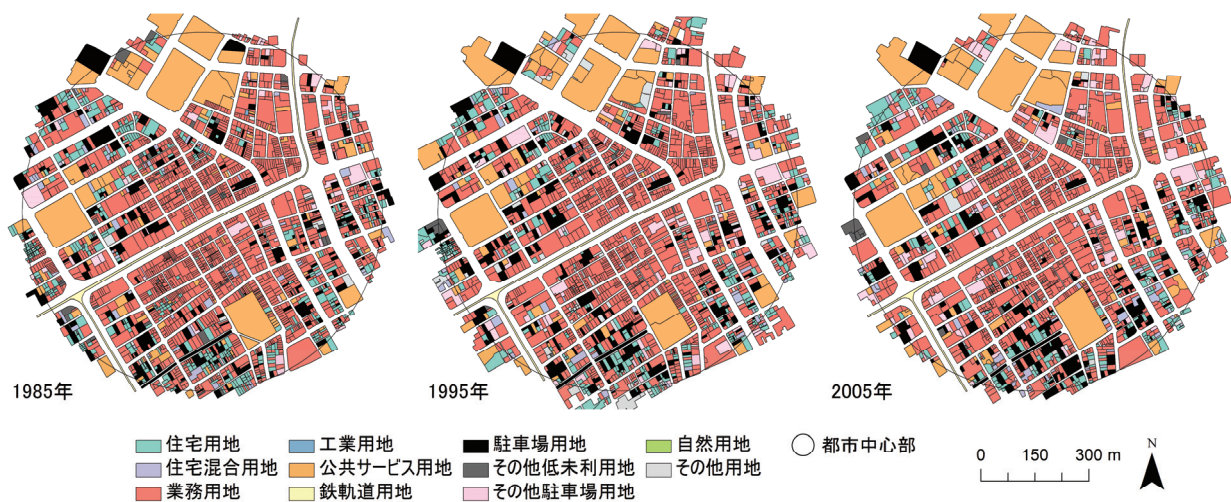 1985年
1995年
2005年
住宅用地
工業用地
駐車場用地
自然用地
都市中心部
住宅混合用地
公共サービス用地
その他低未利用地
その他用地
業務用地
鉄軌道用地
その他駐車場用地
0 150 300 m
N